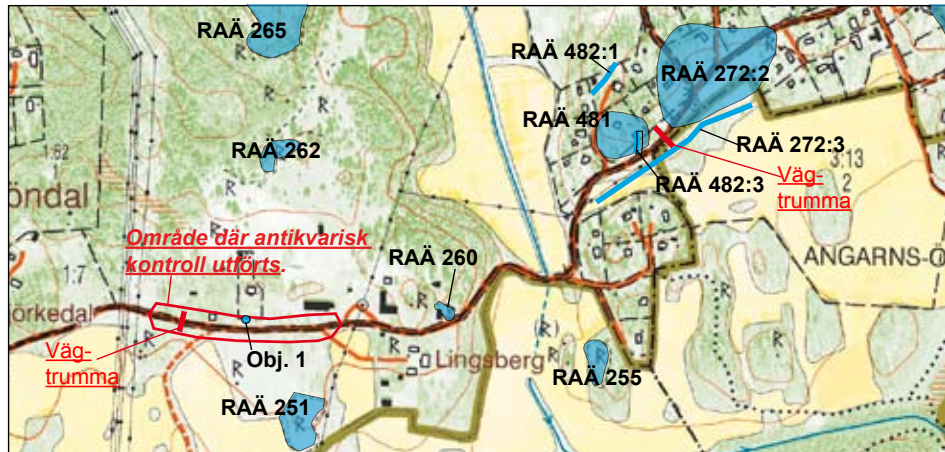 RAÄ 265
RAÄ 482:1
RAÄ 272:2
RAÄ 481
RAÄ 262
RAÄ 272:3
3:13
2
RAÄ 482:3
Väg-
trumma
1:62
öndal
Område där antikvarisk
kontroll utförts.
1:7
RAÄ 260
ANGARNS-Ö
örkedal
Obj. 1
Väg-
trumma
Lingsberg
(R)
RAÄ 255
RAÄ 251
R
R
R
R
R
R
R
R
R
R